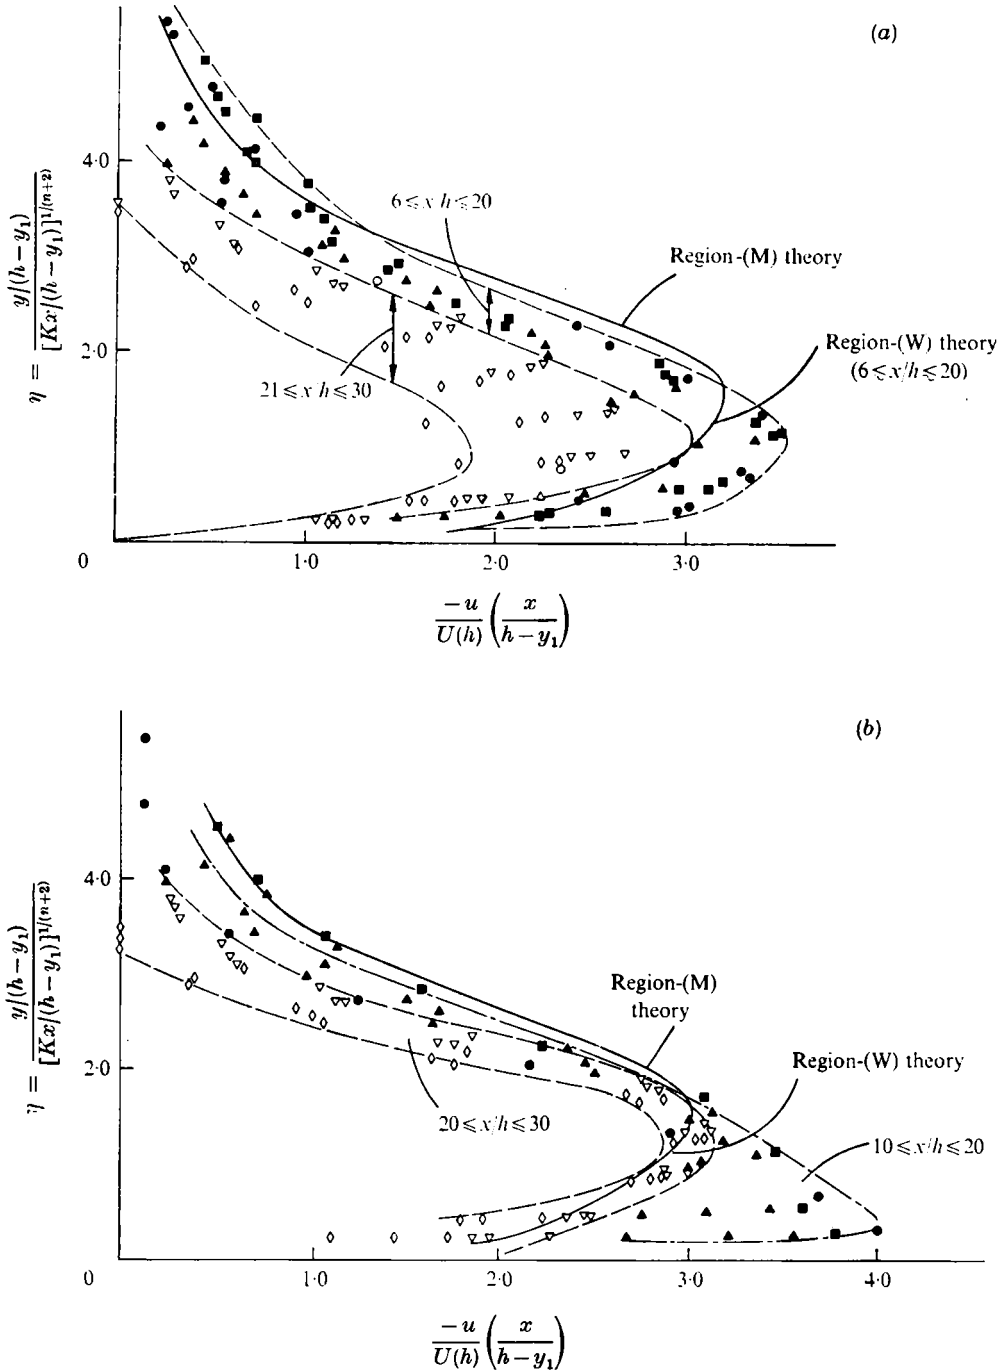 (a)
4·0
2·0
0
1·0
2·0
3·0
η = y/(h−y₁) / [Kx/(h−y₁)]^{1/(n+2)}
6 ⩽ x h ⩽ 20
21 ⩽ x h ⩽ 30
Region-(M) theory
Region-(W) theory
(6 ⩽ x/h ⩽ 20)
−u / U(h) ( x / h−y₁ )
(b)
4·0
2·0
0
1·0
2·0
3·0
4·0
η = y/(h−y₁) / [Kx/(h−y₁)]^{1/(n+2)}
Region-(M)
theory
Region-(W) theory
20 ⩽ x/h ⩽ 30
10 ⩽ x/h ⩽ 20
−u / U(h) ( x / h−y₁ )